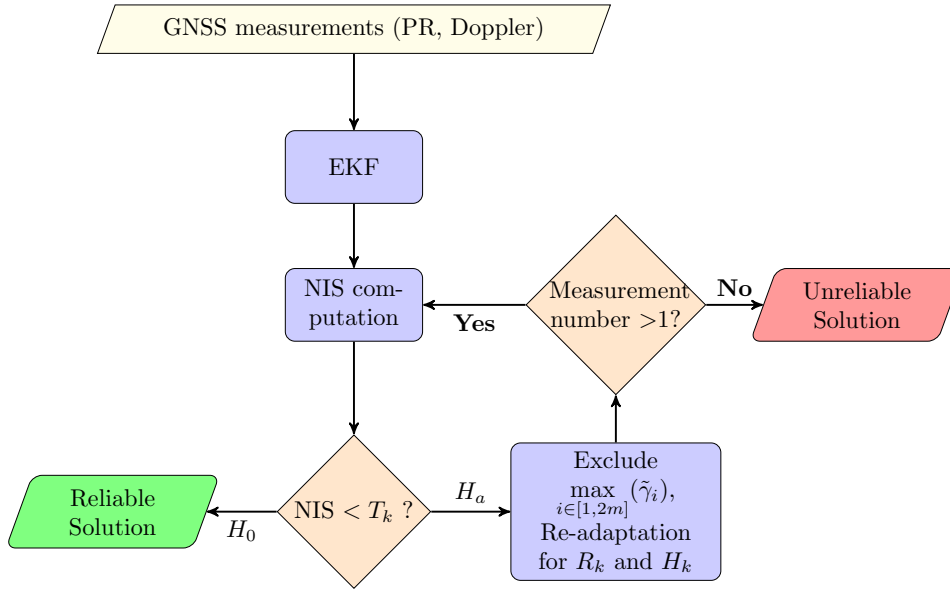 GNSS measurements (PR, Doppler)
EKF
NIS com-
putation
Measurement
number >1?
No
Yes
Unreliable
Solution
NIS < T_k ?
H_0
H_a
Reliable
Solution
Exclude
max (γ̃_i),
i∈[1,2m]
Re-adaptation
for R_k and H_k